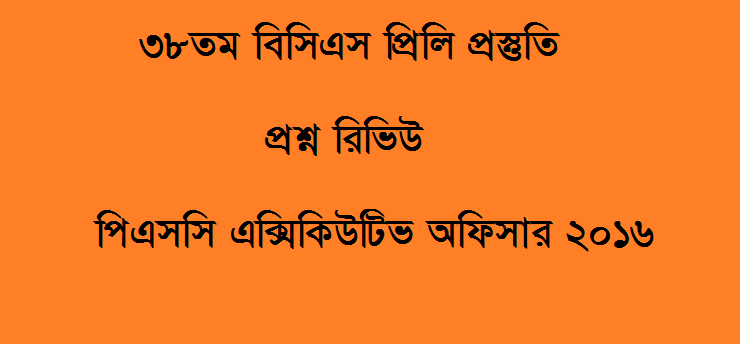 ৩৮তম বিসিএস প্রিলি প্রস্তুতি
প্রশ্ন রিভিউ
পিএসসি এক্সিকিউটিভ অফিসার ২০১৬